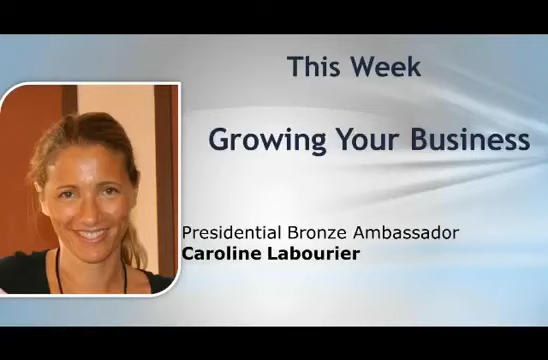 This Week
Growing Your Business
Presidential Bronze Ambassador
Caroline Labourier